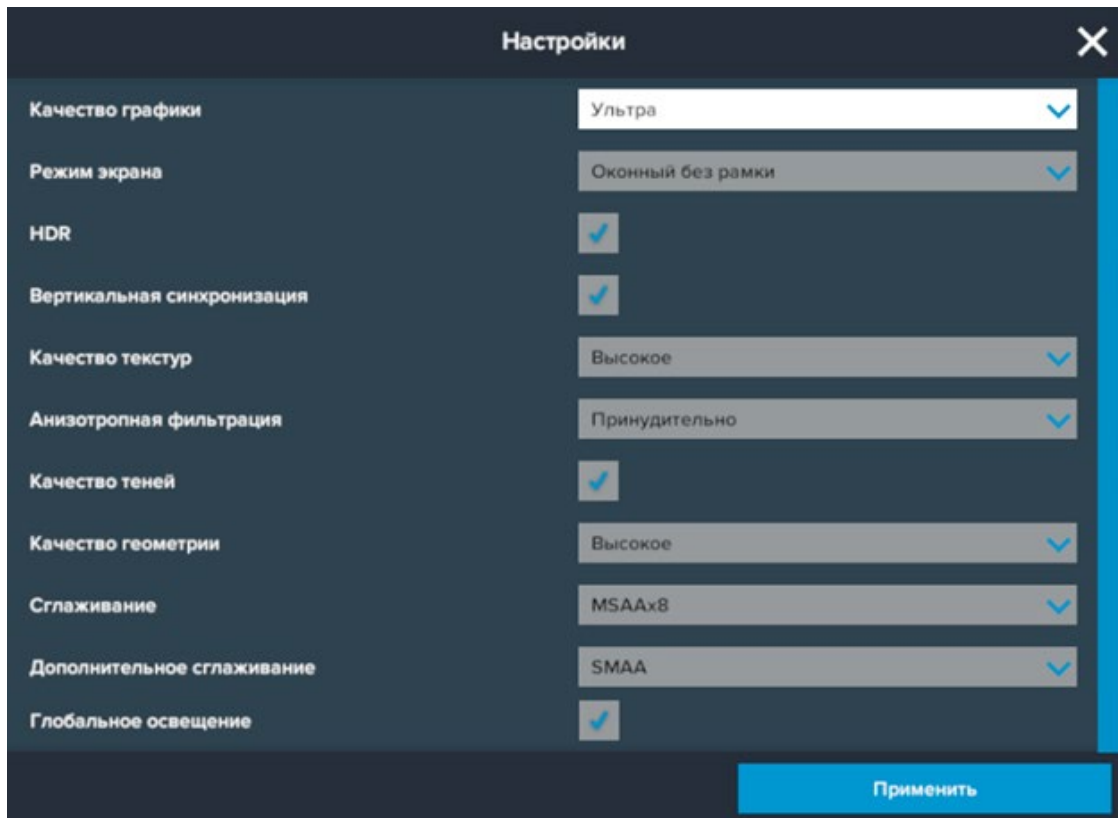 Настройки
Качество графики Ультра
Режим экрана Оконный без рамки
HDR
Вертикальная синхронизация
Качество текстур Высокое
Анизотропная фильтрация Принудительно
Качество теней
Качество геометрии Высокое
Сглаживание MSAAx8
Дополнительное сглаживание SMAA
Глобальное освещение
Применить